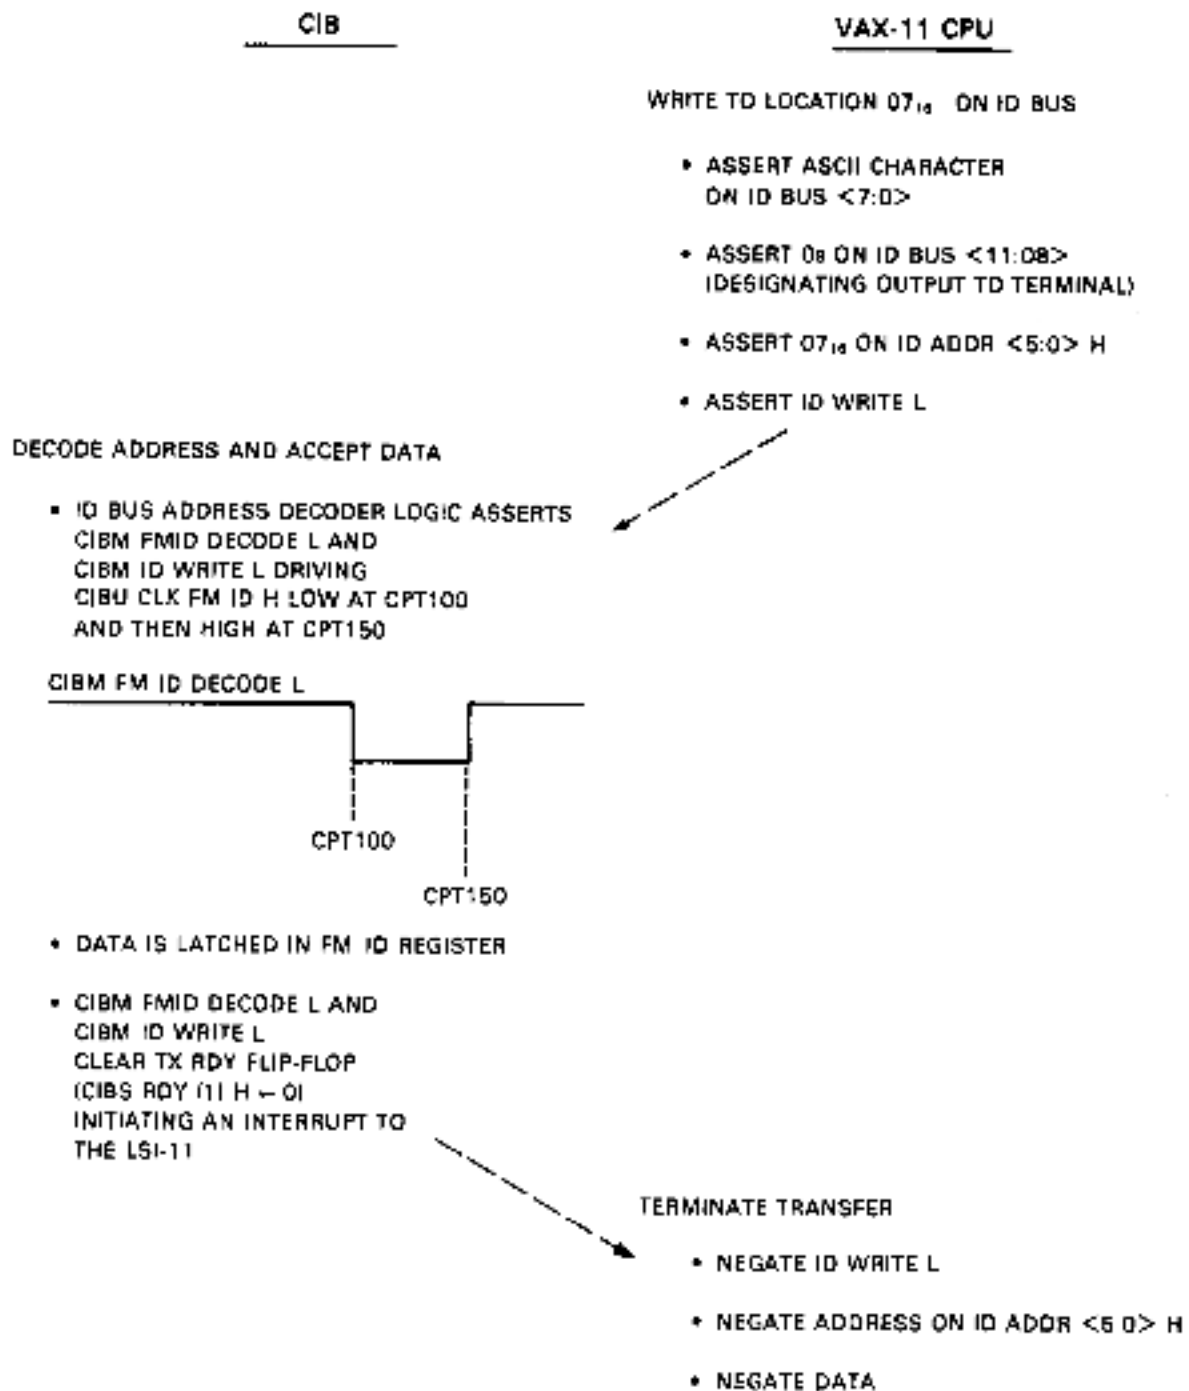 CIB
VAX-11 CPU
WRITE TO LOCATION 07₁₆ ON ID BUS
• ASSERT ASCII CHARACTER
ON ID BUS <7:0>
• ASSERT 0s ON ID BUS <11:08>
(DESIGNATING OUTPUT TO TERMINAL)
• ASSERT 07₁₆ ON ID ADDR <5:0> H
• ASSERT ID WRITE L
DECODE ADDRESS AND ACCEPT DATA
• ID BUS ADDRESS DECODER LOGIC ASSERTS
CIBM FMID DECODE L AND
CIBM ID WRITE L DRIVING
CIBU CLK FM ID H LOW AT CPT100
AND THEN HIGH AT CPT150
CIBM FM ID DECODE L
CPT100
CPT150
• DATA IS LATCHED IN FM ID REGISTER
• CIBM FMID DECODE L AND
CIBM ID WRITE L
CLEAR TX RDY FLIP-FLOP
(CIBS RDY (1) H ← 0)
INITIATING AN INTERRUPT TO
THE LSI-11
TERMINATE TRANSFER
• NEGATE ID WRITE L
• NEGATE ADDRESS ON ID ADDR <5 0> H
• NEGATE DATA